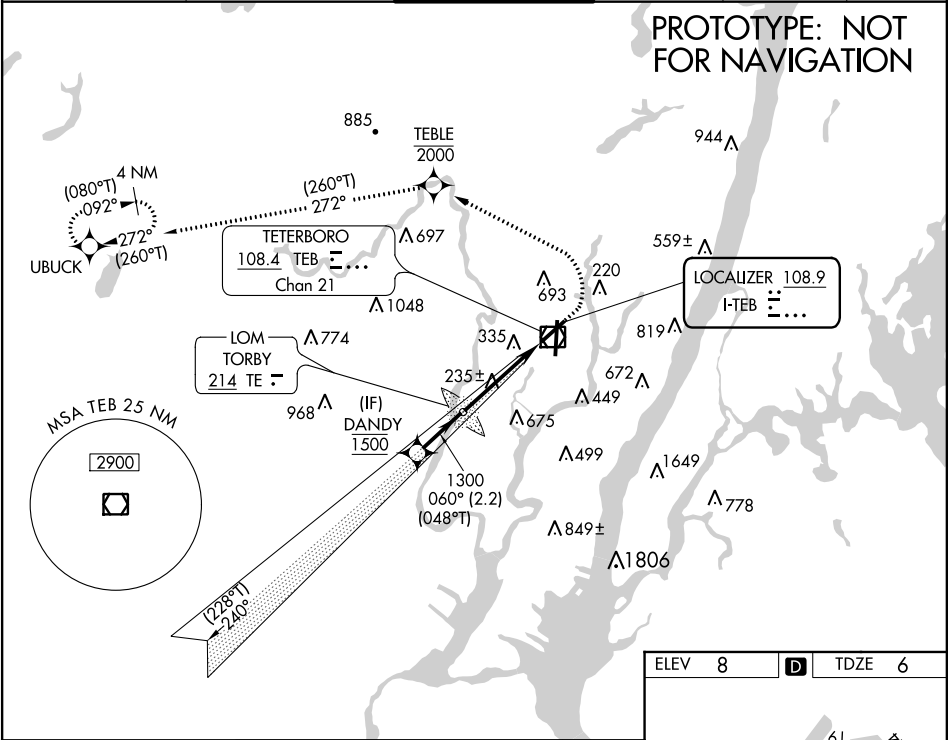 PROTOTYPE: NOT
FOR NAVIGATION
885
TEBLE
2000
944
4 NM
(080°T)
092°
(260°T)
272°
272°
(260°T)
UBUCK
TETERBORO
108.4 TEB
Chan 21
697
559±
693
220
LOCALIZER 108.9
I-TEB
1048
819
LOM
TORBY
214 TE
774
335
235±
672
449
968
(IF)
DANDY
1500
675
MSA TEB 25 NM
2900
499
1300
060° (2.2)
(048°T)
1649
778
849±
1806
(228°T)
240°
ELEV 8 D TDZE 6
61